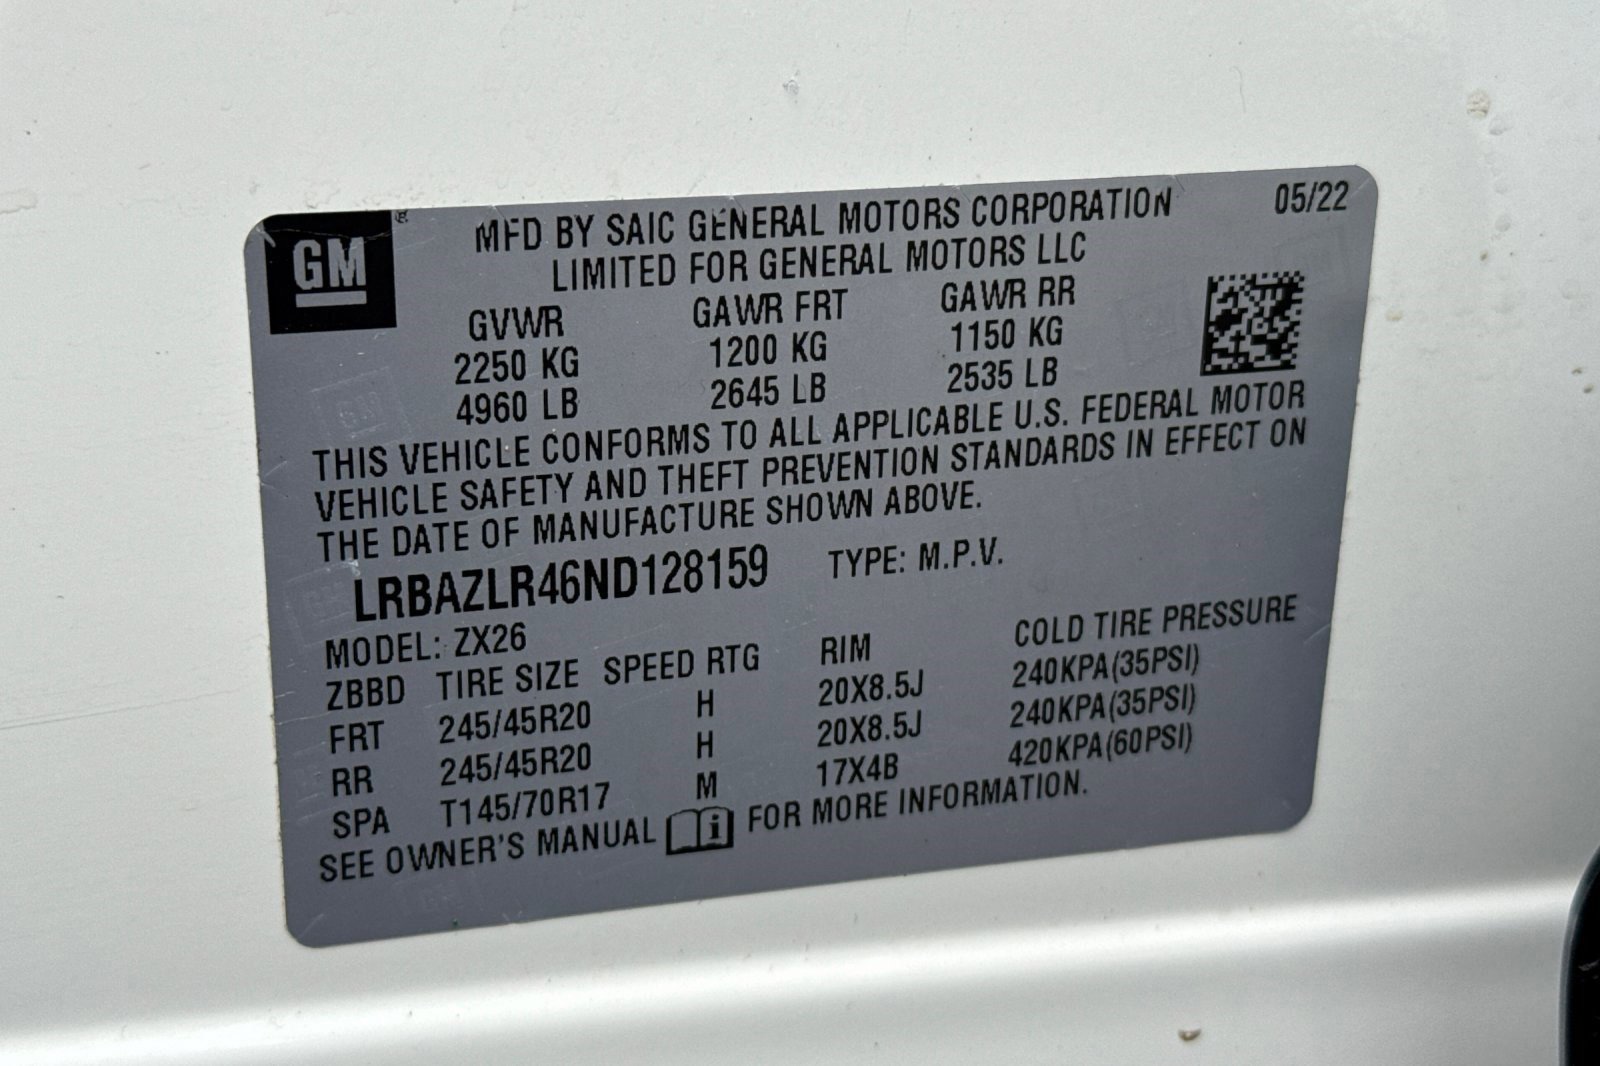 GM
MFD BY SAIC GENERAL MOTORS CORPORATION 05/22
LIMITED FOR GENERAL MOTORS LLC
GVWR GAWR FRT GAWR RR
2250 KG 1200 KG 1150 KG
4960 LB 2645 LB 2535 LB
THIS VEHICLE CONFORMS TO ALL APPLICABLE U.S. FEDERAL MOTOR
VEHICLE SAFETY AND THEFT PREVENTION STANDARDS IN EFFECT ON
THE DATE OF MANUFACTURE SHOWN ABOVE.
LRBAZLR46ND128159 TYPE: M.P.V.
MODEL: ZX26
ZBBD TIRE SIZE SPEED RTG RIM COLD TIRE PRESSURE
FRT 245/45R20 H 20X8.5J 240KPA(35PSI)
RR 245/45R20 H 20X8.5J 240KPA(35PSI)
SPA T145/70R17 M 17X4B 420KPA(60PSI)
SEE OWNER'S MANUAL i FOR MORE INFORMATION.